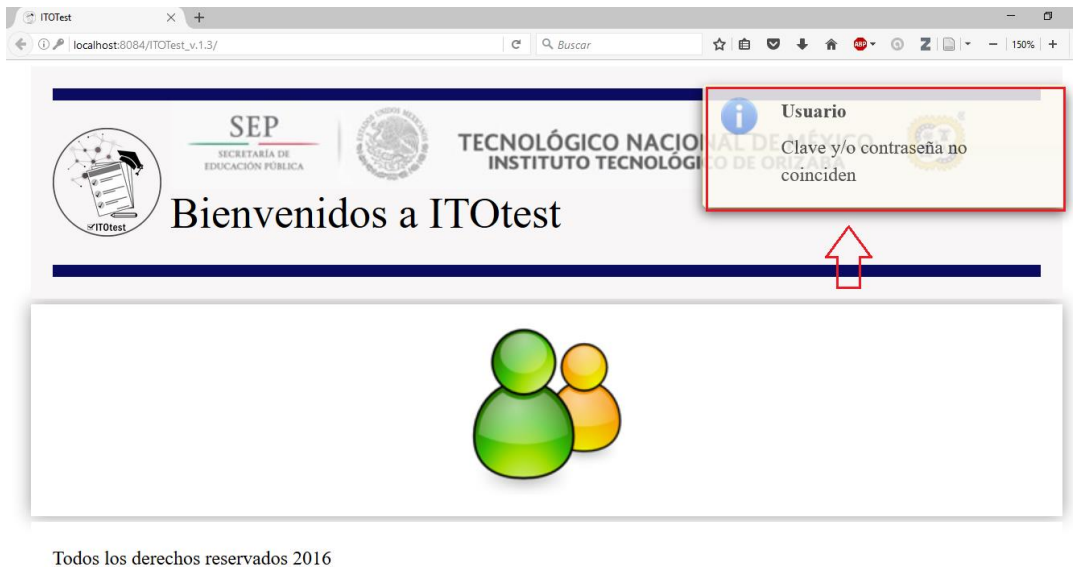 ITOTest
localhost:8084/ITOTest_v.1.3/
Buscar
ABP
Z
150%
SEP
SECRETARÍA DE
EDUCACIÓN PÚBLICA
TECNOLÓGICO NACIONAL DE MÉXICO
INSTITUTO TECNOLÓGICO DE ORIZABA
Usuario
Clave y/o contraseña no
coinciden
ITOtest
Bienvenidos a ITOtest
Todos los derechos reservados 2016